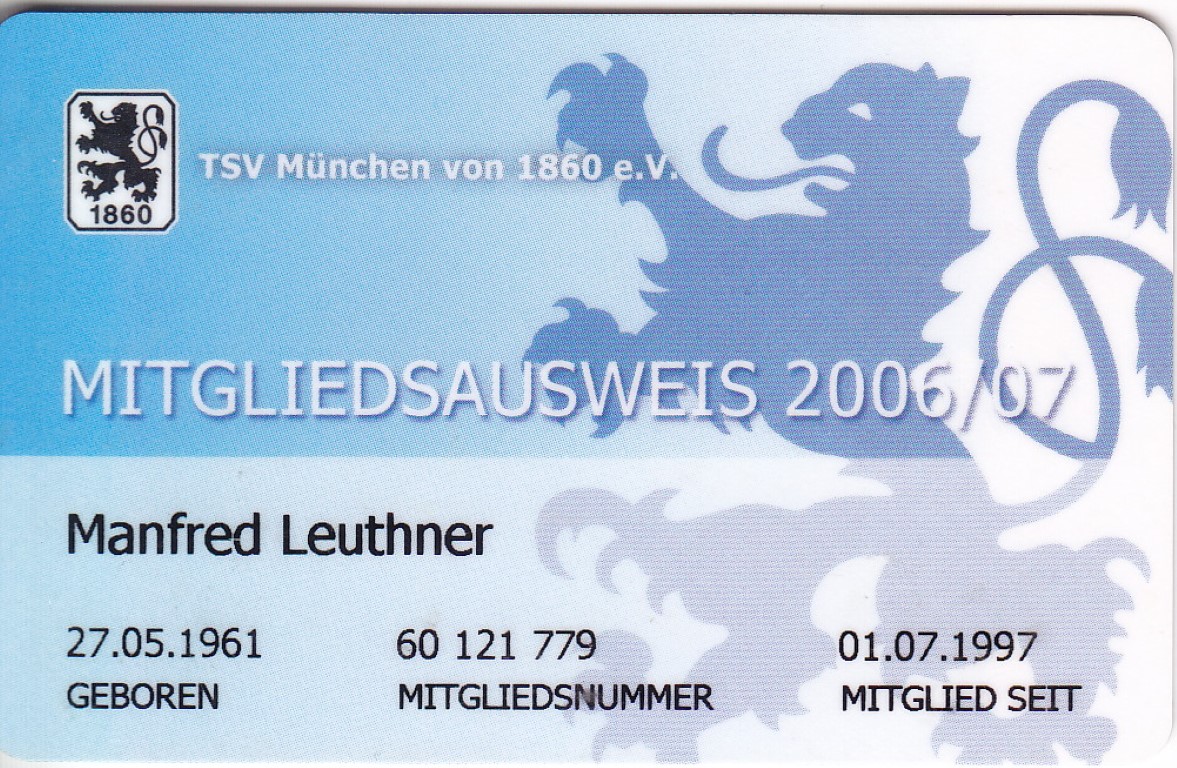 1860
TSV München von 1860 e.V.
MITGLIEDSAUSWEIS 2006/07
Manfred Leuthner
27.05.1961 60 121 779 01.07.1997
GEBOREN MITGLIEDSNUMMER MITGLIED SEIT